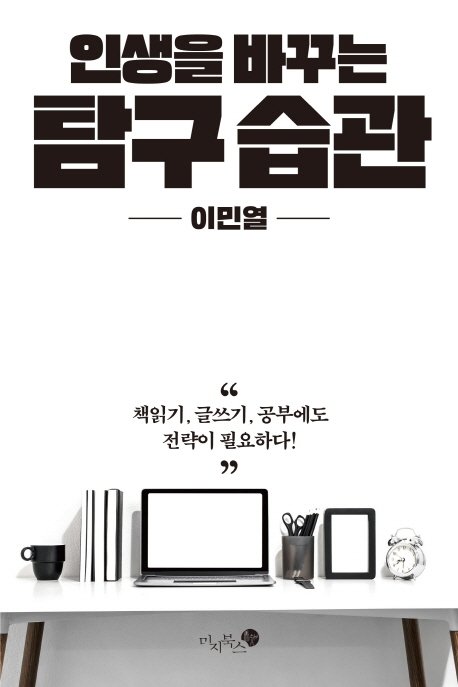 인생을 바꾸는
탐구 습관
이민열
“
책읽기, 글쓰기, 공부에도
전략이 필요하다!
”
미지북스